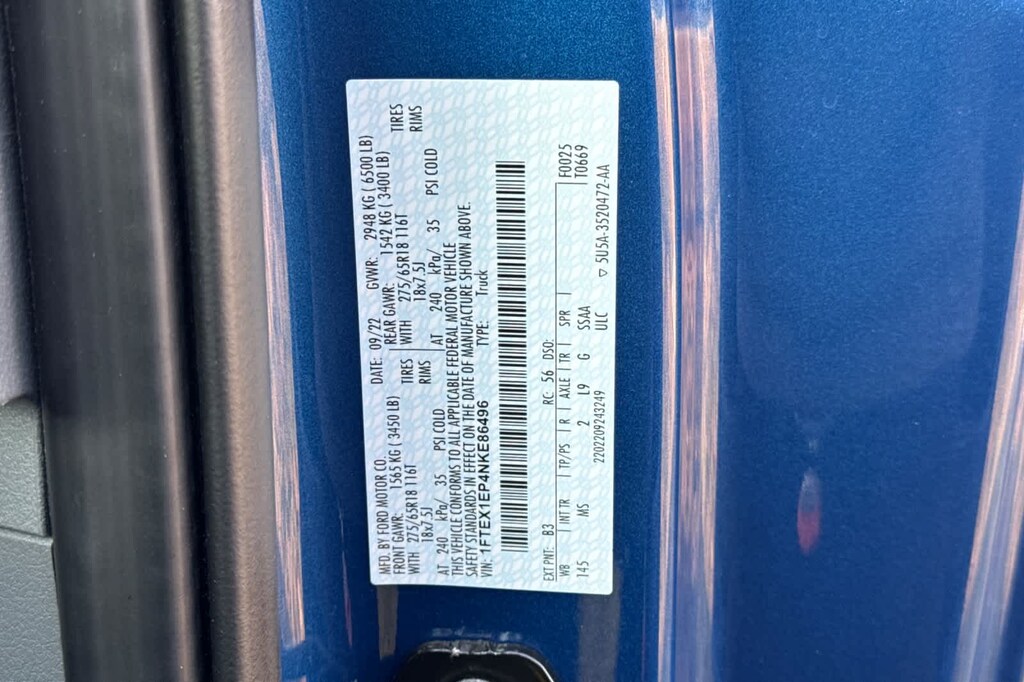 MFD. BY FORD MOTOR CO.
DATE: 09/22 GVWR: 2948 KG ( 6500 LB)
FRONT GAWR: 1565 KG ( 3450 LB) REAR GAWR: 1542 KG ( 3400 LB)
WITH 275/65R18 116T TIRES WITH 275/65R18 116T TIRES
18x7.5J RIMS 18x7.5J RIMS
AT 240 kPa/ 35 PSI COLD AT 240 kPa/ 35 PSI COLD
THIS VEHICLE CONFORMS TO ALL APPLICABLE FEDERAL MOTOR VEHICLE
SAFETY STANDARDS IN EFFECT ON THE DATE OF MANUFACTURE SHOWN ABOVE.
VIN: 1FTEX1EP4NKE86496 TYPE: Truck
EXT PNT: B3 RC: 56 DSO: F0025
WB INT TR TP/PS R AXLE TR SPR T0669
145 MS 2 L9 G SSAA
2202209243249 ULC ▽ 5U5A-3520472-AA